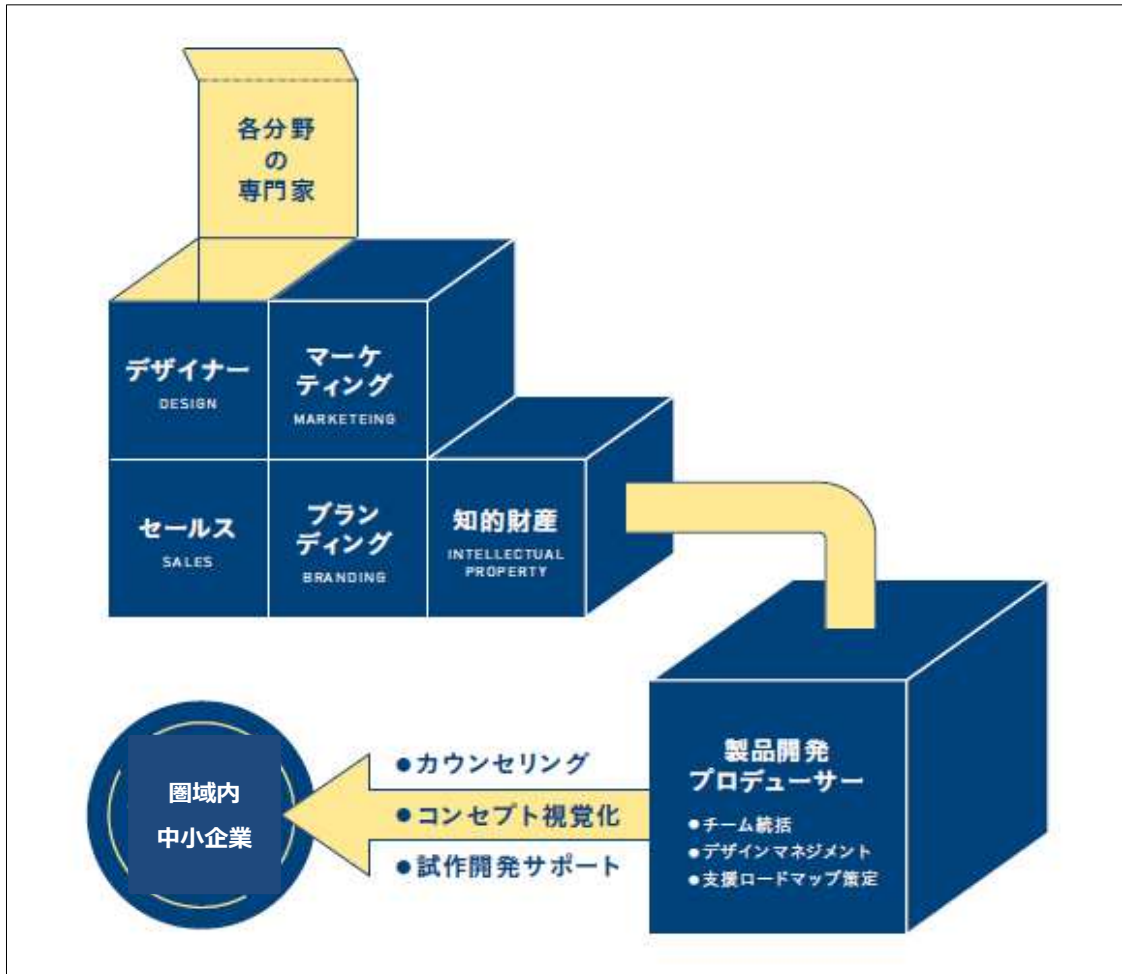 各分野
の
専門家
デザイナー
DESIGN
マーケ
ティング
MARKETEING
セールス
SALES
ブラン
ディング
BRANDING
知的財産
INTELLECTUAL
PROPERTY
製品開発
プロデューサー
●チーム統括
●デザインマネジメント
●支援ロードマップ策定
●カウンセリング
●コンセプト視覚化
●試作開発サポート
圏域内
中小企業